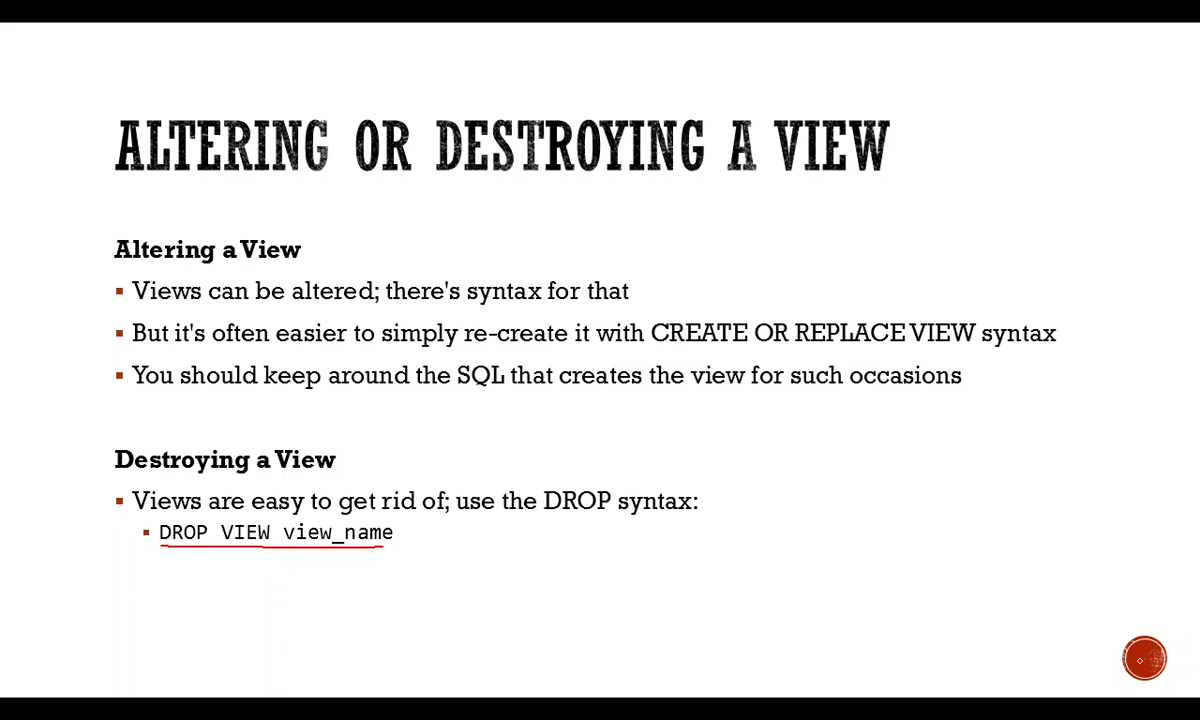 ALTERING OR DESTROYING A VIEW
Altering a View
Views can be altered; there's syntax for that
But it's often easier to simply re-create it with CREATE OR REPLACE VIEW syntax
You should keep around the SQL that creates the view for such occasions
Destroying a View
Views are easy to get rid of; use the DROP syntax:
DROP VIEW view_name